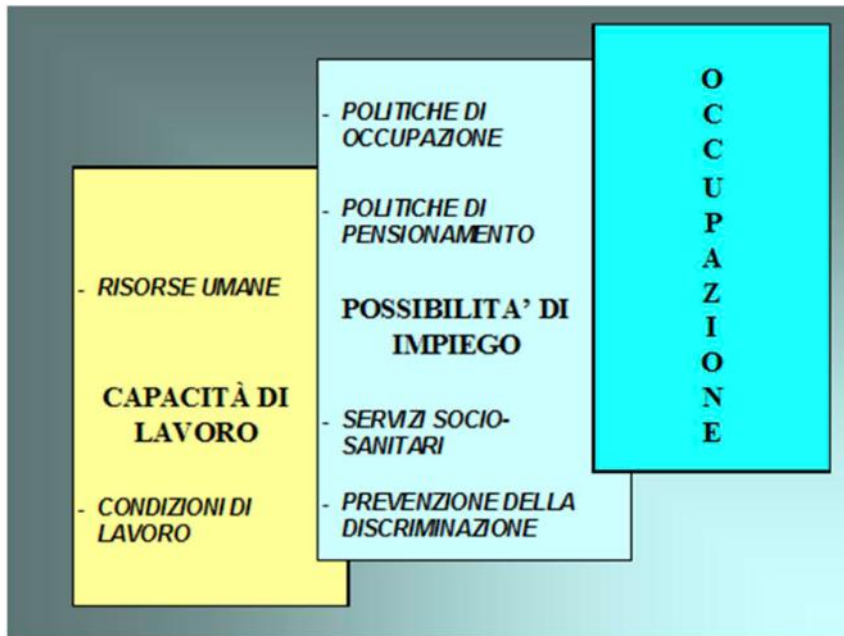 - RISORSE UMANE
CAPACITÀ DI
LAVORO
- CONDIZIONI DI
LAVORO
- POLITICHE DI
OCCUPAZIONE
- POLITICHE DI
PENSIONAMENTO
POSSIBILITA' DI
IMPIEGO
- SERVIZI SOCIO-
SANITARI
- PREVENZIONE DELLA
DISCRIMINAZIONE
O
C
C
U
P
A
Z
I
O
N
E